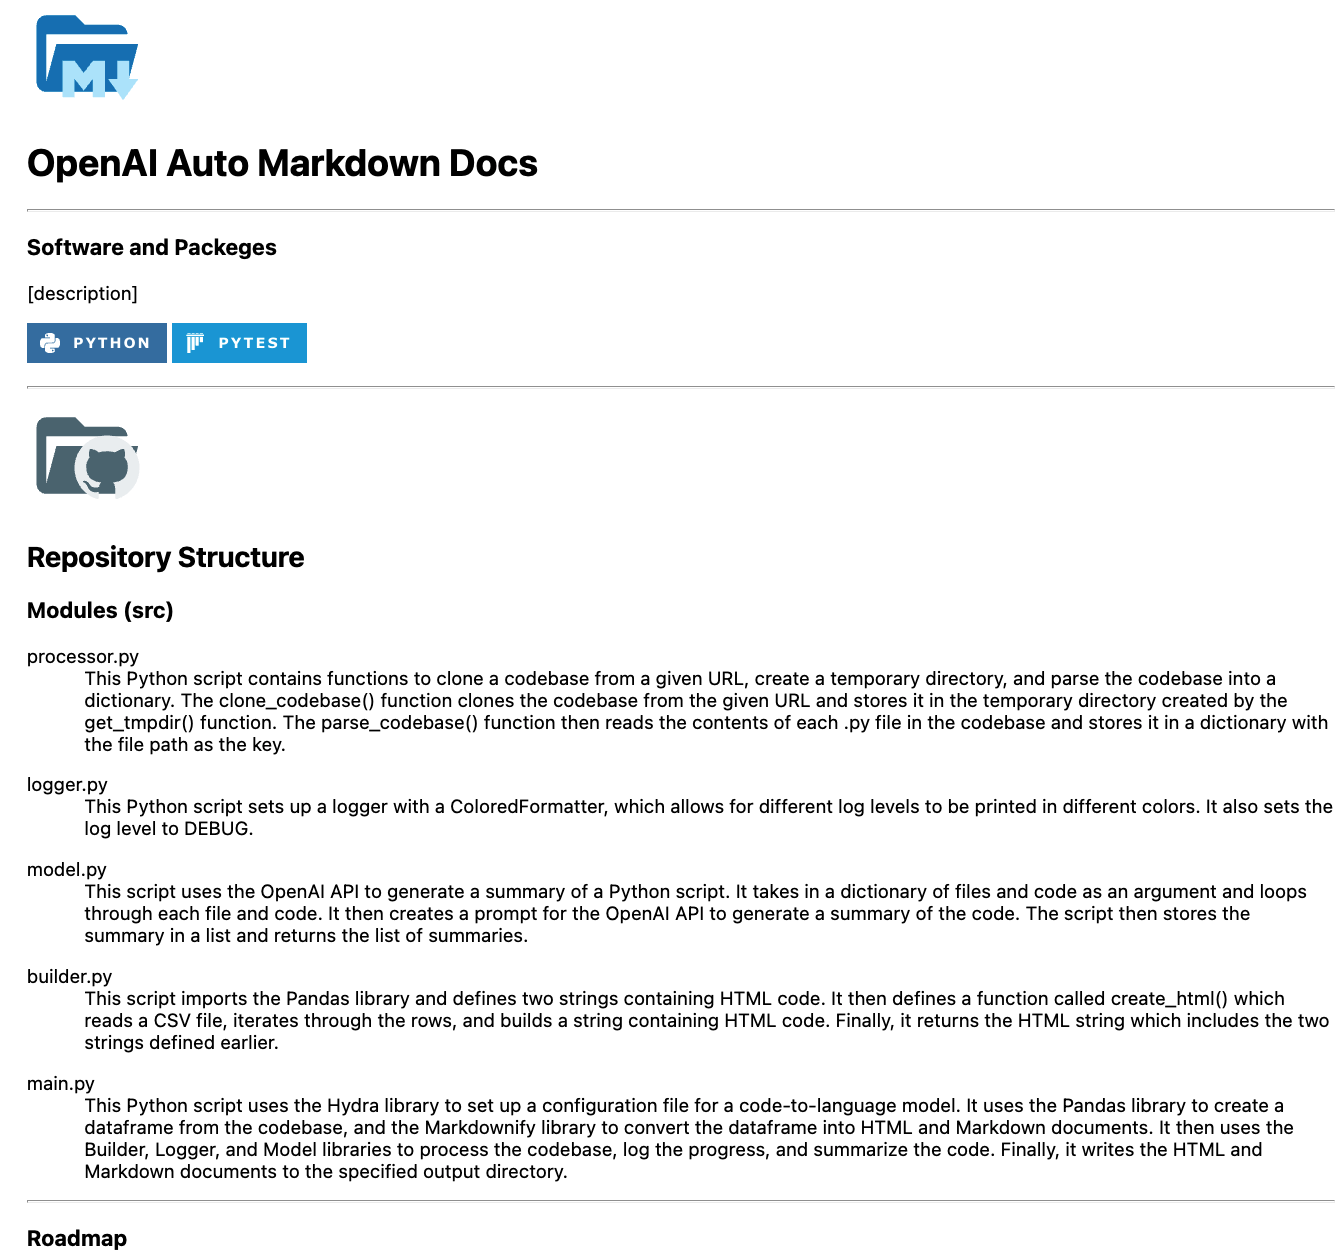 M
OpenAI Auto Markdown Docs
Software and Packeges
[description]
PYTHON PYTEST
Repository Structure
Modules (src)
processor.py
This Python script contains functions to clone a codebase from a given URL, create a temporary directory, and parse the codebase into a
dictionary. The clone_codebase() function clones the codebase from the given URL and stores it in the temporary directory created by the
get_tmpdir() function. The parse_codebase() function then reads the contents of each .py file in the codebase and stores it in a dictionary with
the file path as the key.
logger.py
This Python script sets up a logger with a ColoredFormatter, which allows for different log levels to be printed in different colors. It also sets the
log level to DEBUG.
model.py
This script uses the OpenAI API to generate a summary of a Python script. It takes in a dictionary of files and code as an argument and loops
through each file and code. It then creates a prompt for the OpenAI API to generate a summary of the code. The script then stores the
summary in a list and returns the list of summaries.
builder.py
This script imports the Pandas library and defines two strings containing HTML code. It then defines a function called create_html() which
reads a CSV file, iterates through the rows, and builds a string containing HTML code. Finally, it returns the HTML string which includes the two
strings defined earlier.
main.py
This Python script uses the Hydra library to set up a configuration file for a code-to-language model. It uses the Pandas library to create a
dataframe from the codebase, and the Markdownify library to convert the dataframe into HTML and Markdown documents. It then uses the
Builder, Logger, and Model libraries to process the codebase, log the progress, and summarize the code. Finally, it writes the HTML and
Markdown documents to the specified output directory.
Roadmap